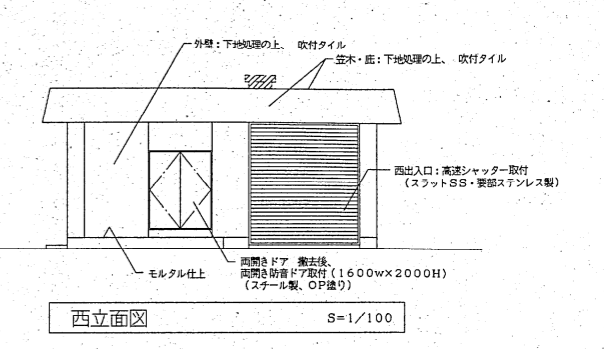 外壁：下地処理の上、 吹付タイル
笠木・庇：下地処理の上、 吹付タイル
西出入口：高速シャッター取付
（スラットSS・要部ステンレス製）
モルタル仕上
両開きドア 撤去後、
両開き防音ドア取付（1600w×2000H）
（スチール製、OP塗り）
西立面図 S=1/100